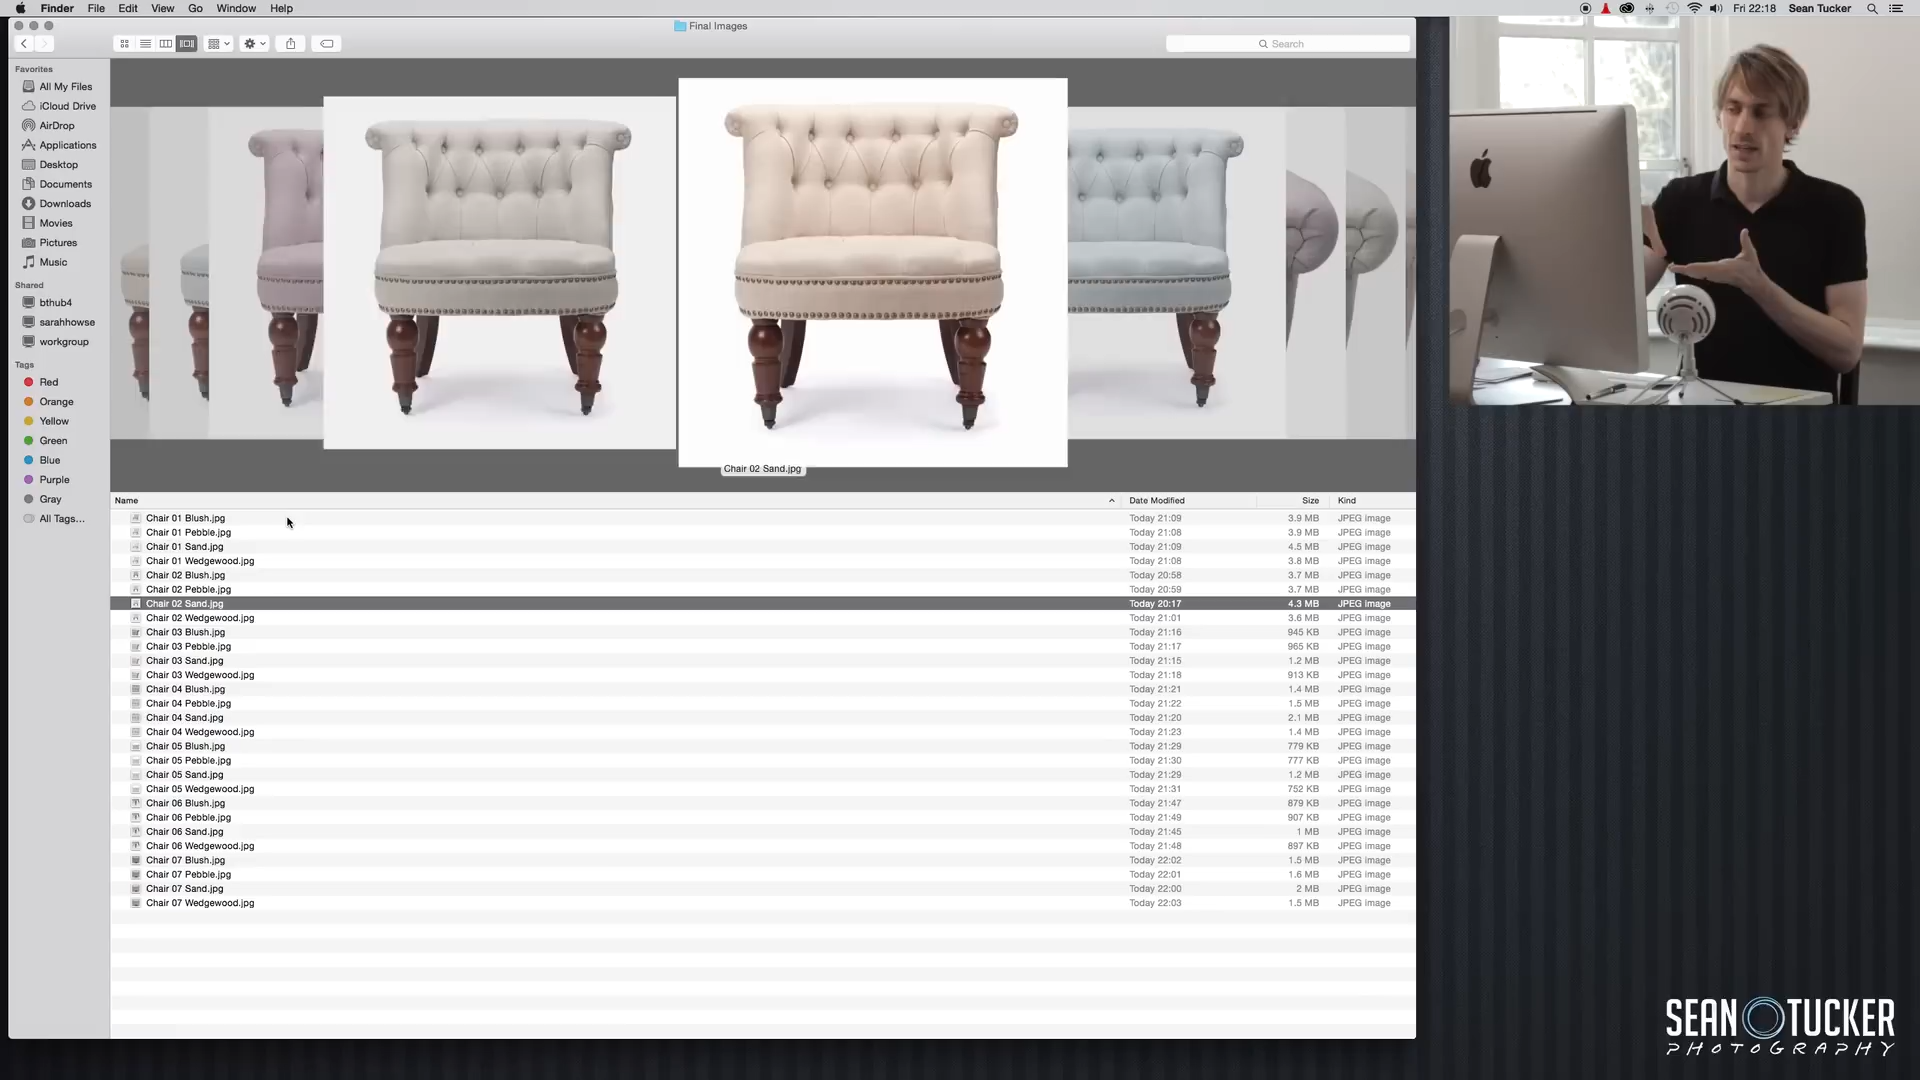 Finder File Edit View Go Window Help
Fri 22:18 Sean Tucker
Final Images
Search
Favorites
All My Files
iCloud Drive
AirDrop
Applications
Desktop
Documents
Downloads
Movies
Pictures
Music
Shared
bthub4
sarahhowse
workgroup
Tags
Red
Orange
Yellow
Green
Blue
Purple
Gray
All Tags...
Chair 02 Sand.jpg
Name Date Modified Size Kind
Chair 01 Blush.jpg Today 21:09 3.9 MB JPEG image
Chair 01 Pebble.jpg Today 21:08 3.9 MB JPEG image
Chair 01 Sand.jpg Today 21:09 4.5 MB JPEG image
Chair 01 Wedgewood.jpg Today 21:08 3.8 MB JPEG image
Chair 02 Blush.jpg Today 20:58 3.7 MB JPEG image
Chair 02 Pebble.jpg Today 20:59 3.7 MB JPEG image
Chair 02 Sand.jpg Today 20:17 4.3 MB JPEG image
Chair 02 Wedgewood.jpg Today 21:01 3.6 MB JPEG image
Chair 03 Blush.jpg Today 21:16 945 KB JPEG image
Chair 03 Pebble.jpg Today 21:17 965 KB JPEG image
Chair 03 Sand.jpg Today 21:15 1.2 MB JPEG image
Chair 03 Wedgewood.jpg Today 21:18 913 KB JPEG image
Chair 04 Blush.jpg Today 21:21 1.4 MB JPEG image
Chair 04 Pebble.jpg Today 21:22 1.5 MB JPEG image
Chair 04 Sand.jpg Today 21:20 2.1 MB JPEG image
Chair 04 Wedgewood.jpg Today 21:23 1.4 MB JPEG image
Chair 05 Blush.jpg Today 21:29 779 KB JPEG image
Chair 05 Pebble.jpg Today 21:30 777 KB JPEG image
Chair 05 Sand.jpg Today 21:29 1.2 MB JPEG image
Chair 05 Wedgewood.jpg Today 21:31 752 KB JPEG image
Chair 06 Blush.jpg Today 21:47 879 KB JPEG image
Chair 06 Pebble.jpg Today 21:49 907 KB JPEG image
Chair 06 Sand.jpg Today 21:45 1 MB JPEG image
Chair 06 Wedgewood.jpg Today 21:48 897 KB JPEG image
Chair 07 Blush.jpg Today 22:02 1.5 MB JPEG image
Chair 07 Pebble.jpg Today 22:01 1.6 MB JPEG image
Chair 07 Sand.jpg Today 22:00 2 MB JPEG image
Chair 07 Wedgewood.jpg Today 22:03 1.5 MB JPEG image
SEAN TUCKER
PHOTOGRAPHY